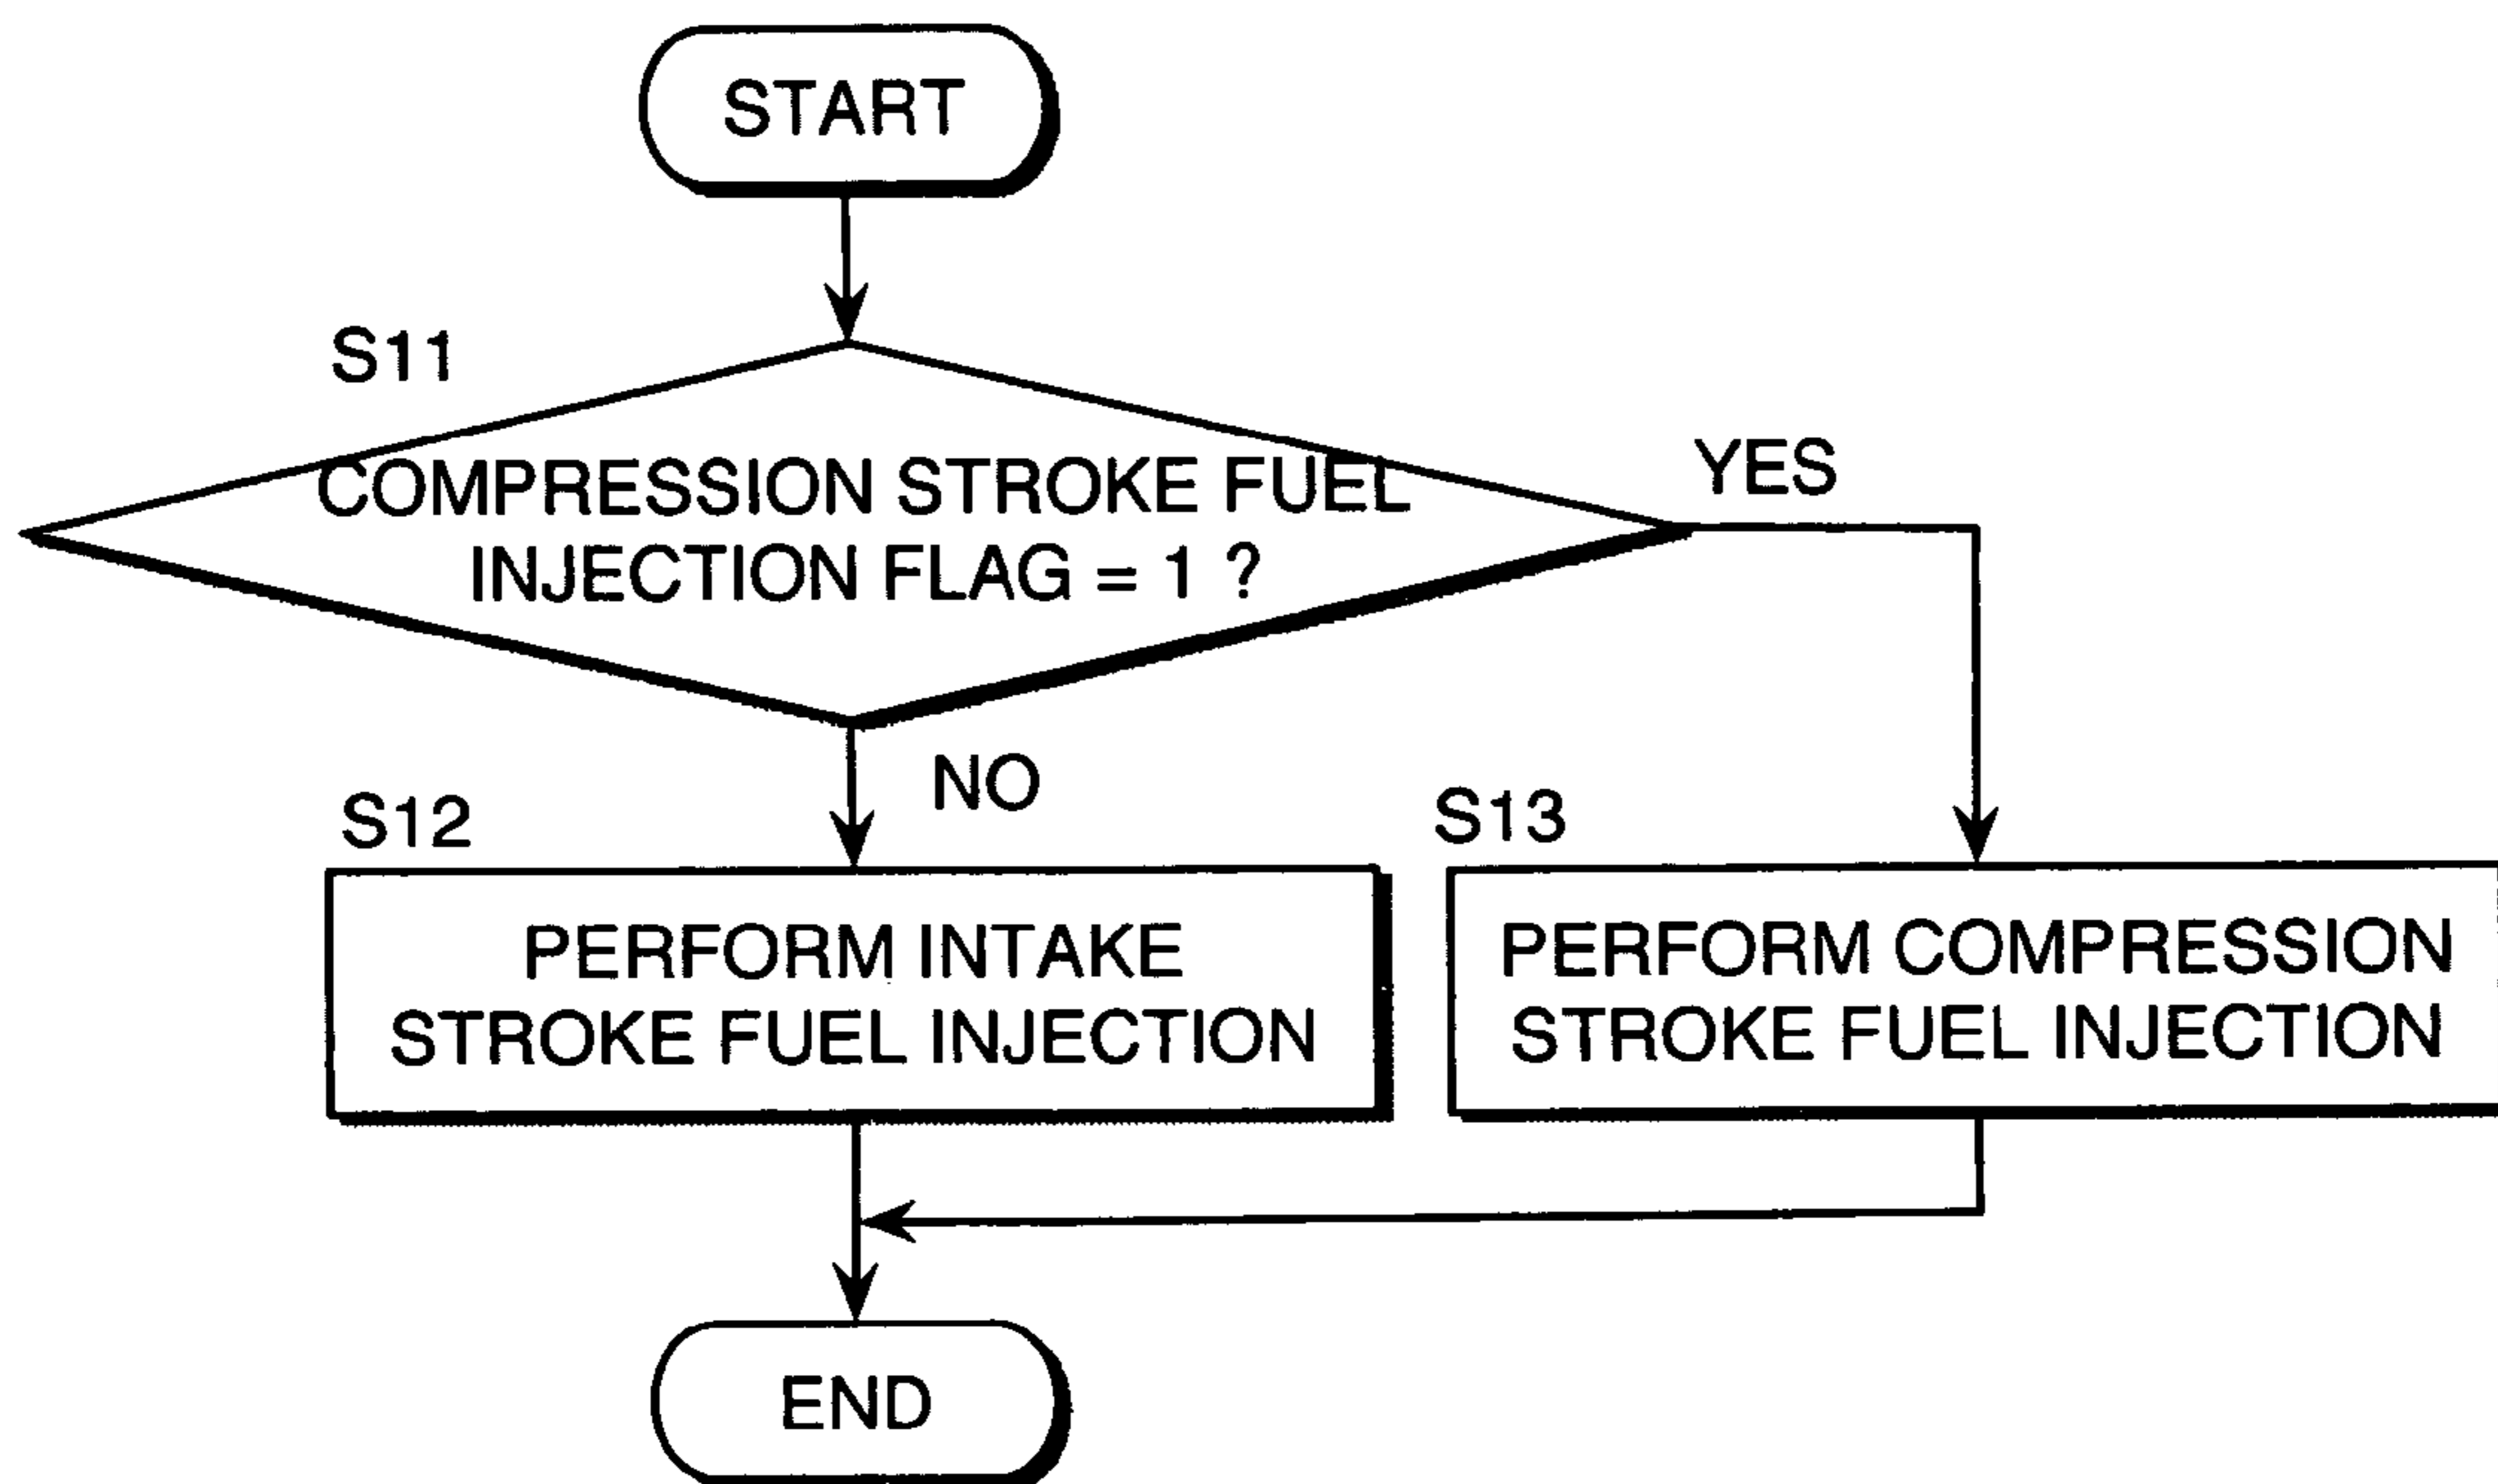 START
S11
COMPRESSION STROKE FUEL
INJECTION FLAG = 1 ?
YES
NO
S12
PERFORM INTAKE
STROKE FUEL INJECTION
S13
PERFORM COMPRESSION
STROKE FUEL INJECTION
END